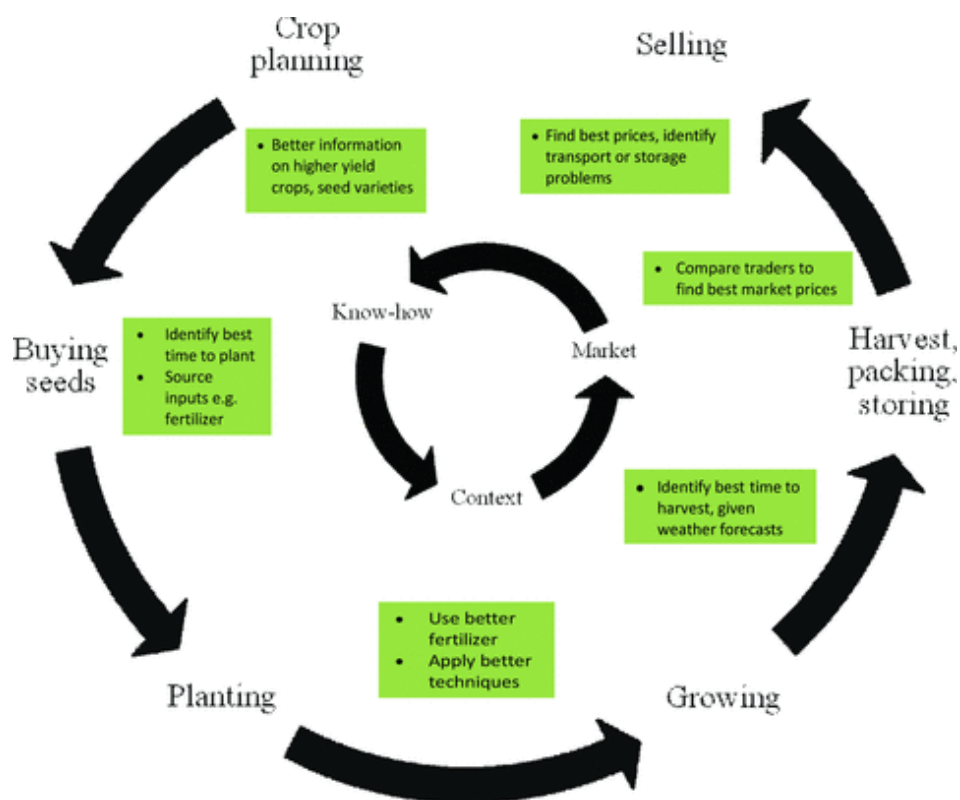 Crop
planning
Selling
• Better information
on higher yield
crops, seed varieties
• Find best prices, identify
transport or storage
problems
• Compare traders to
find best market prices
Know-how
Market
Context
Buying
seeds
• Identify best
time to plant
• Source
inputs e.g.
fertilizer
Harvest,
packing,
storing
• Identify best time to
harvest, given
weather forecasts
• Use better
fertilizer
• Apply better
techniques
Planting
Growing